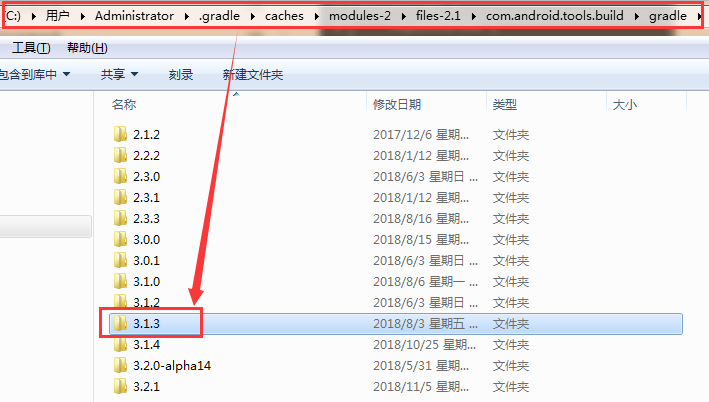 C:) 用户 Administrator .gradle caches modules-2 files-2.1 com.android.tools.build gradle
工具(T) 帮助(H)
包含到库中 共享 刻录 新建文件夹
名称 修改日期 类型 大小
2.1.2 2017/12/6 星期... 文件夹
2.2.2 2018/1/12 星期... 文件夹
2.3.0 2018/6/3 星期日 ... 文件夹
2.3.1 2018/1/12 星期... 文件夹
2.3.3 2018/8/16 星期... 文件夹
3.0.0 2018/8/15 星期... 文件夹
3.0.1 2018/6/3 星期日 ... 文件夹
3.1.0 2018/8/6 星期一 ... 文件夹
3.1.2 2018/6/3 星期日 ... 文件夹
3.1.3 2018/8/3 星期五 ... 文件夹
3.1.4 2018/10/25 星期... 文件夹
3.2.0-alpha14 2018/5/31 星期... 文件夹
3.2.1 2018/11/5 星期... 文件夹